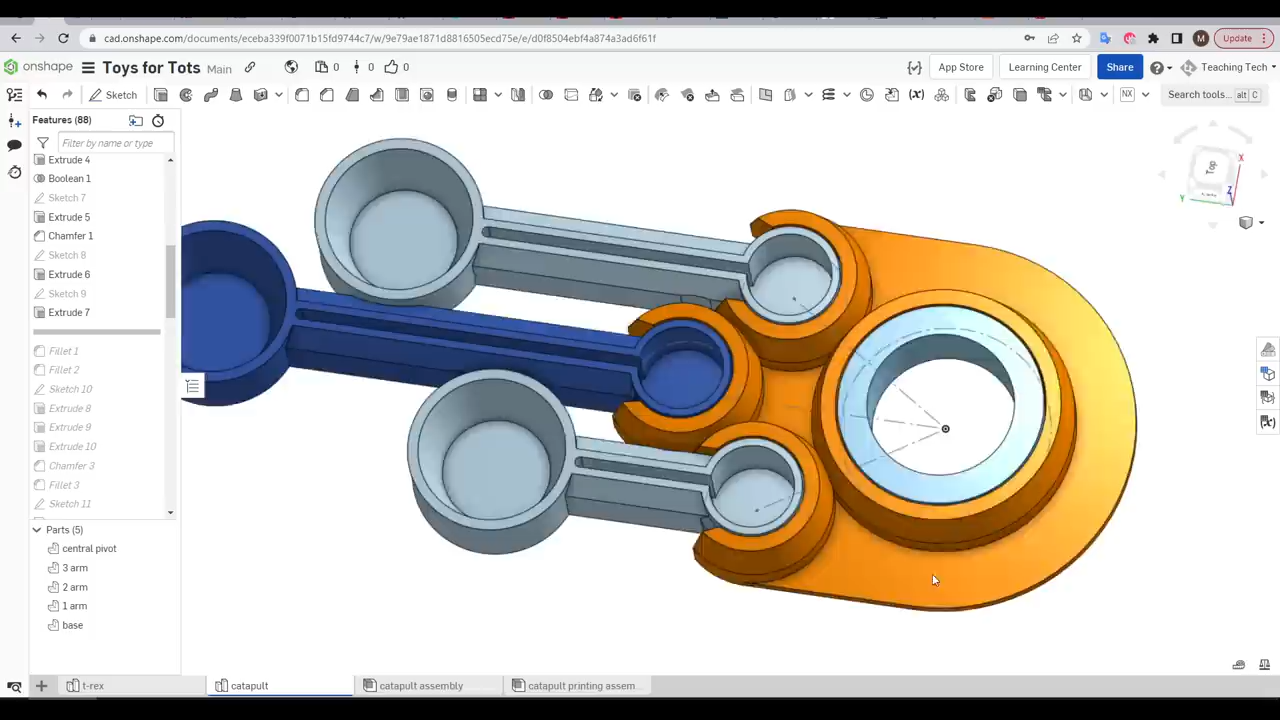 cad.onshape.com/documents/eceba339f0071b15fd9744c7/w/9e79ae1871d8816505ecd75e/e/d0f8504ebf4a874a3ad6f61f
M
Update
onshape
Toys for Tots Main
0
0
0
App Store
Learning Center
Share
Teaching Tech
Sketch
NX
Search tools...
alt C
Features (88)
Filter by name or type
Extrude 4
Boolean 1
Sketch 7
Extrude 5
Chamfer 1
Sketch 8
Extrude 6
Sketch 9
Extrude 7
Fillet 1
Fillet 2
Sketch 10
Extrude 8
Extrude 9
Extrude 10
Chamfer 3
Fillet 3
Sketch 11
Parts (5)
central pivot
3 arm
2 arm
1 arm
base
Top
X
Y
Z
t-rex
catapult
catapult assembly
catapult printing assem...